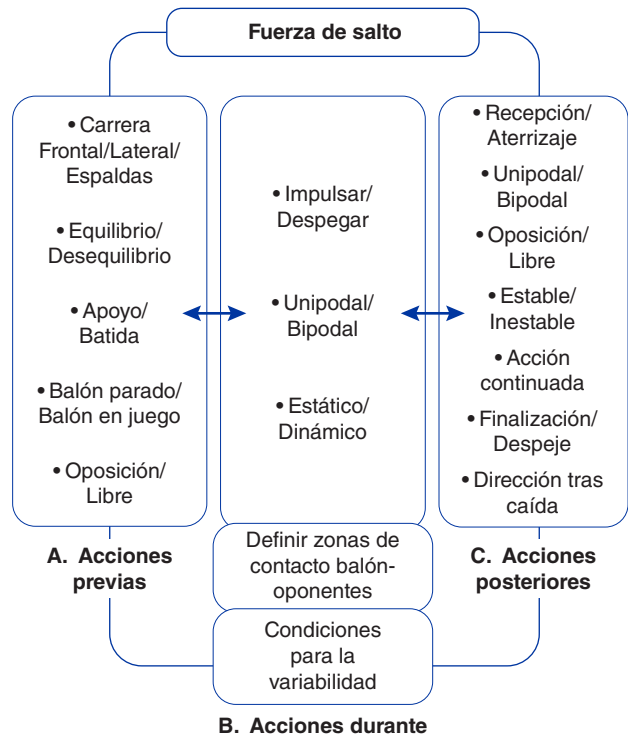 Fuerza de salto
• Carrera
Frontal/Lateral/
Espaldas
• Equilibrio/
Desequilibrio
• Apoyo/
Batida
• Balón parado/
Balón en juego
• Oposición/
Libre
A. Acciones
previas
• Impulsar/
Despegar
• Unipodal/
Bipodal
• Estático/
Dinámico
Definir zonas de
contacto balón-
oponentes
Condiciones
para la
variabilidad
B. Acciones durante
• Recepción/
Aterrizaje
• Unipodal/
Bipodal
• Oposición/
Libre
• Estable/
Inestable
• Acción
continuada
• Finalización/
Despeje
• Dirección tras
caída
C. Acciones
posteriores